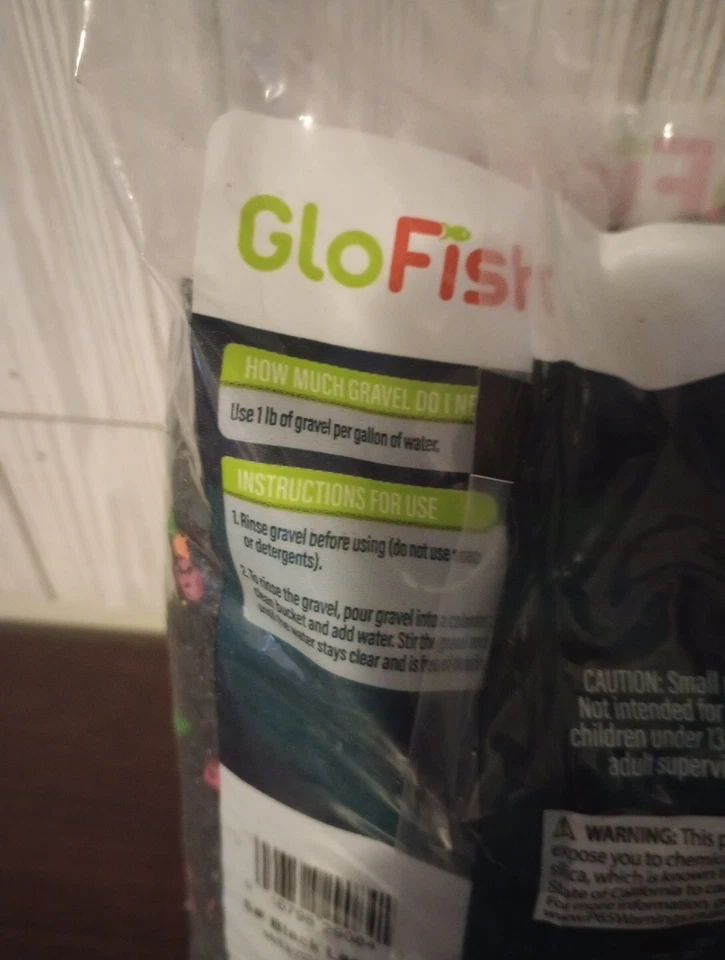 GloFish
HOW MUCH GRAVEL DO I NE
Use 1 lb of gravel per gallon of water.
INSTRUCTIONS FOR USE
1. Rinse gravel before using (do not use
or detergents).
2. To rinse the gravel, pour gravel into a
clean bucket and add water. Stir the gravel
until the water stays clear and is
CAUTION: Small
Not intended for
children under 13
adult supervi
WARNING: This p
expose you to chemic
silica, which is known t
State of California to ca
For more information, g
www.P65Warnings.ca
5# Black